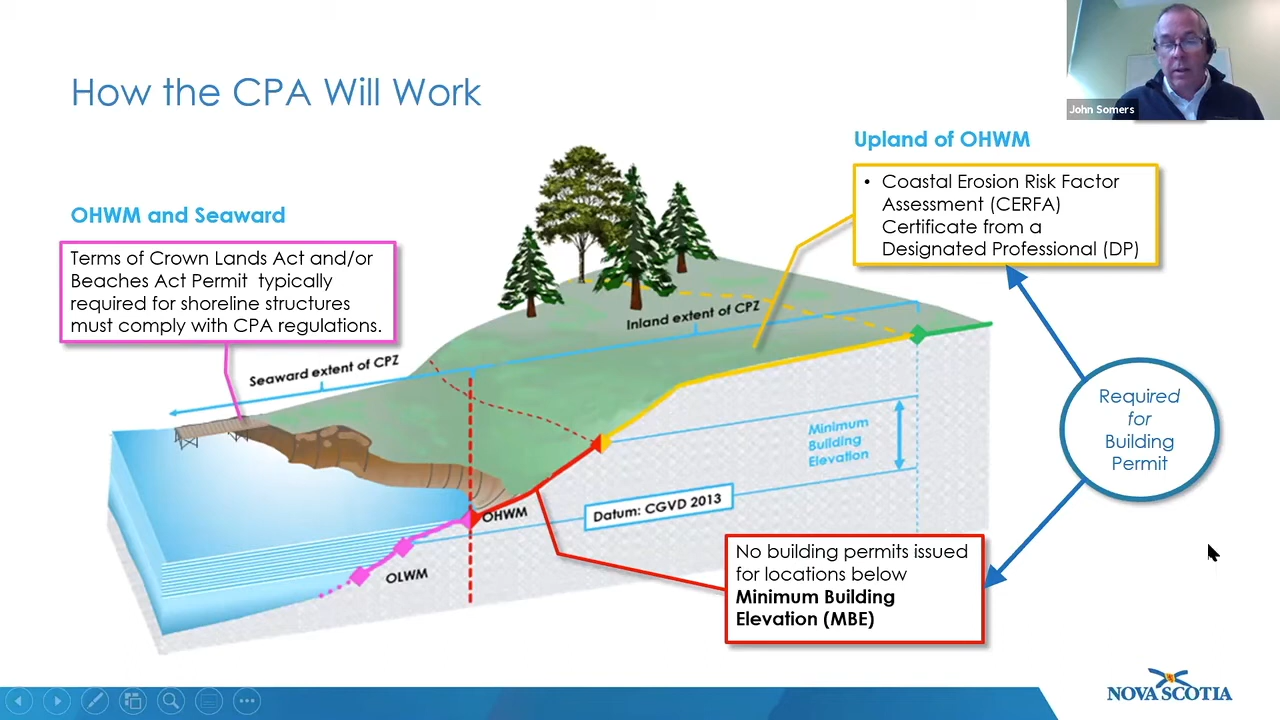 How the CPA Will Work
John Somers
Upland of OHWM
• Coastal Erosion Risk Factor
Assessment (CERFA)
Certificate from a
Designated Professional (DP)
OHWM and Seaward
Terms of Crown Lands Act and/or
Beaches Act Permit typically
required for shoreline structures
must comply with CPA regulations.
Inland extent of CPZ
Seaward extent of CPZ
Minimum
Building
Elevation
Required
for
Building
Permit
Datum: CGVD 2013
OHWM
OLWM
No building permits issued
for locations below
Minimum Building
Elevation (MBE)
NOVA SCOTIA